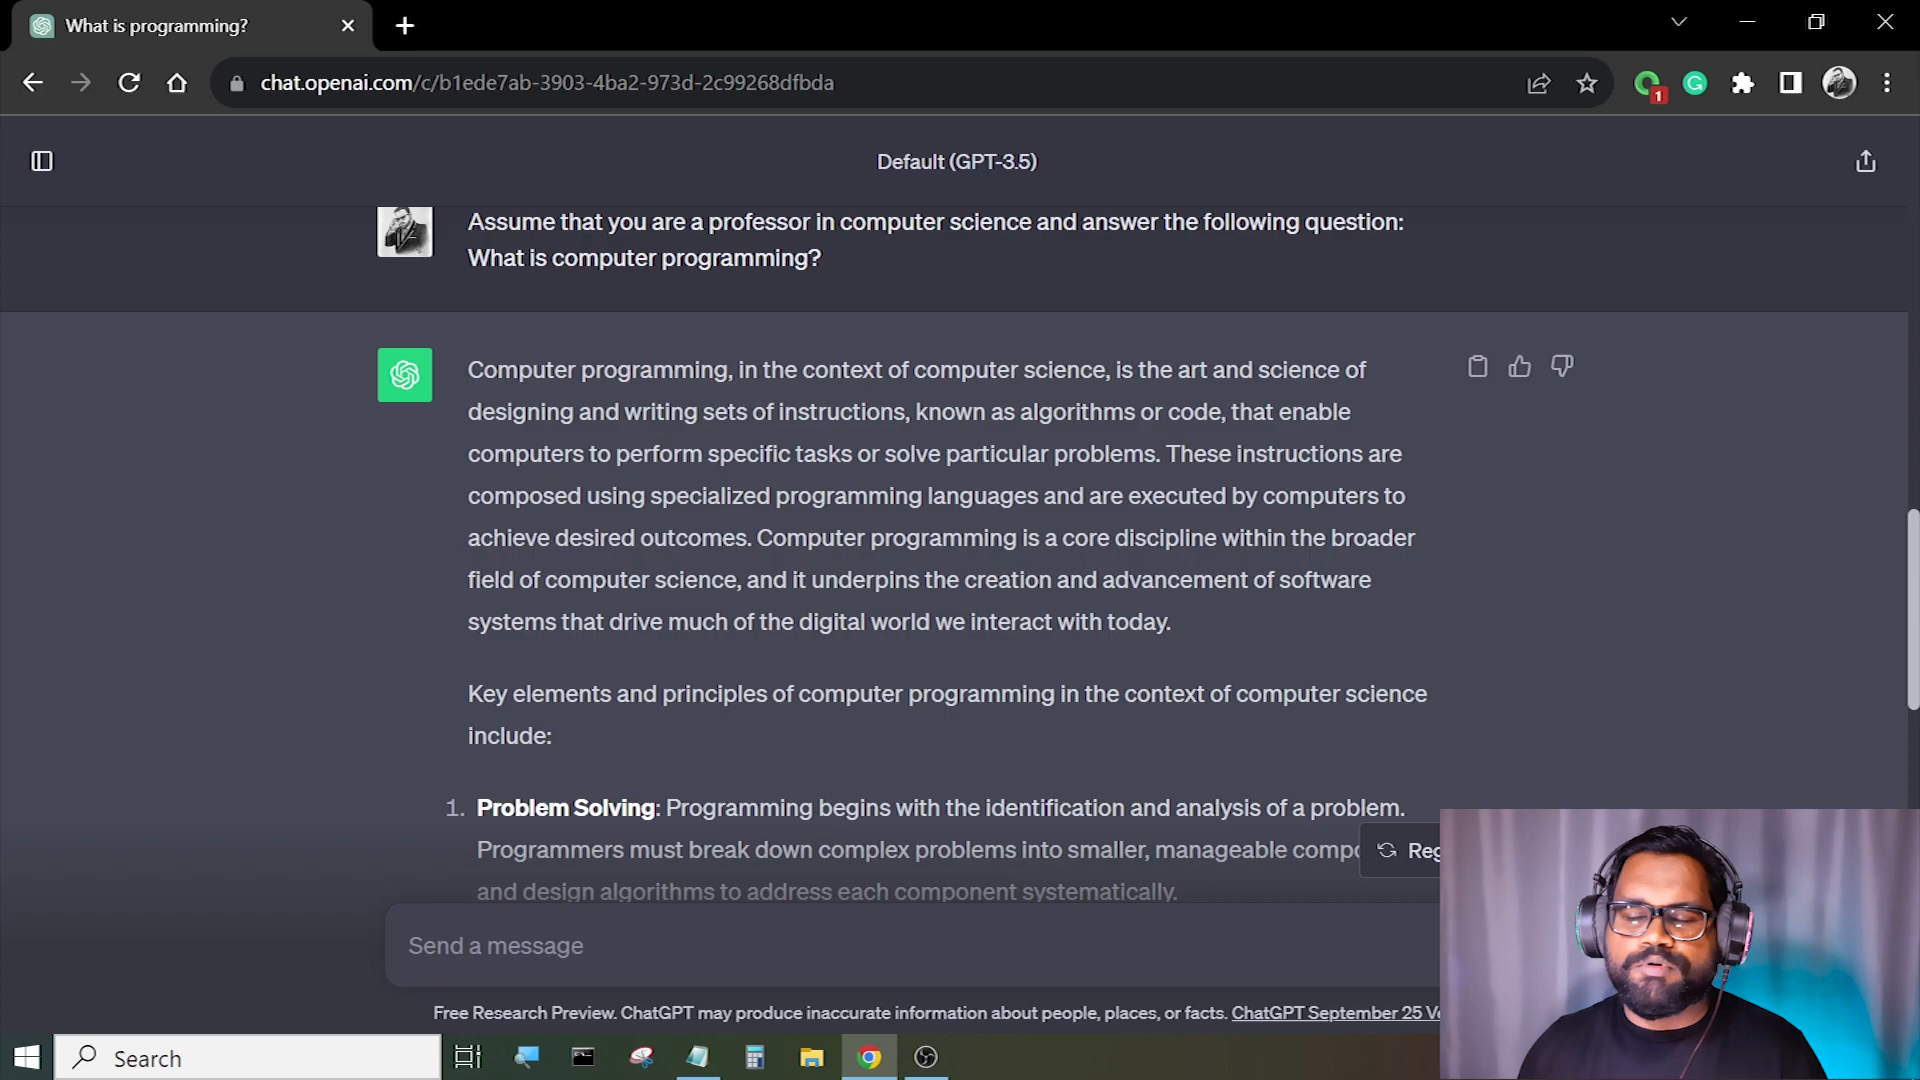 What is programming?
chat.openai.com/c/b1ede7ab-3903-4ba2-973d-2c99268dfbda
1
Default (GPT-3.5)
Assume that you are a professor in computer science and answer the following question:
What is computer programming?
Computer programming, in the context of computer science, is the art and science of
designing and writing sets of instructions, known as algorithms or code, that enable
computers to perform specific tasks or solve particular problems. These instructions are
composed using specialized programming languages and are executed by computers to
achieve desired outcomes. Computer programming is a core discipline within the broader
field of computer science, and it underpins the creation and advancement of software
systems that drive much of the digital world we interact with today.
Key elements and principles of computer programming in the context of computer science
include:
1. Problem Solving: Programming begins with the identification and analysis of a problem.
Programmers must break down complex problems into smaller, manageable compo
Reg
and design algorithms to address each component systematically.
Send a message
Free Research Preview. ChatGPT may produce inaccurate information about people, places, or facts. ChatGPT September 25 Ve
Search